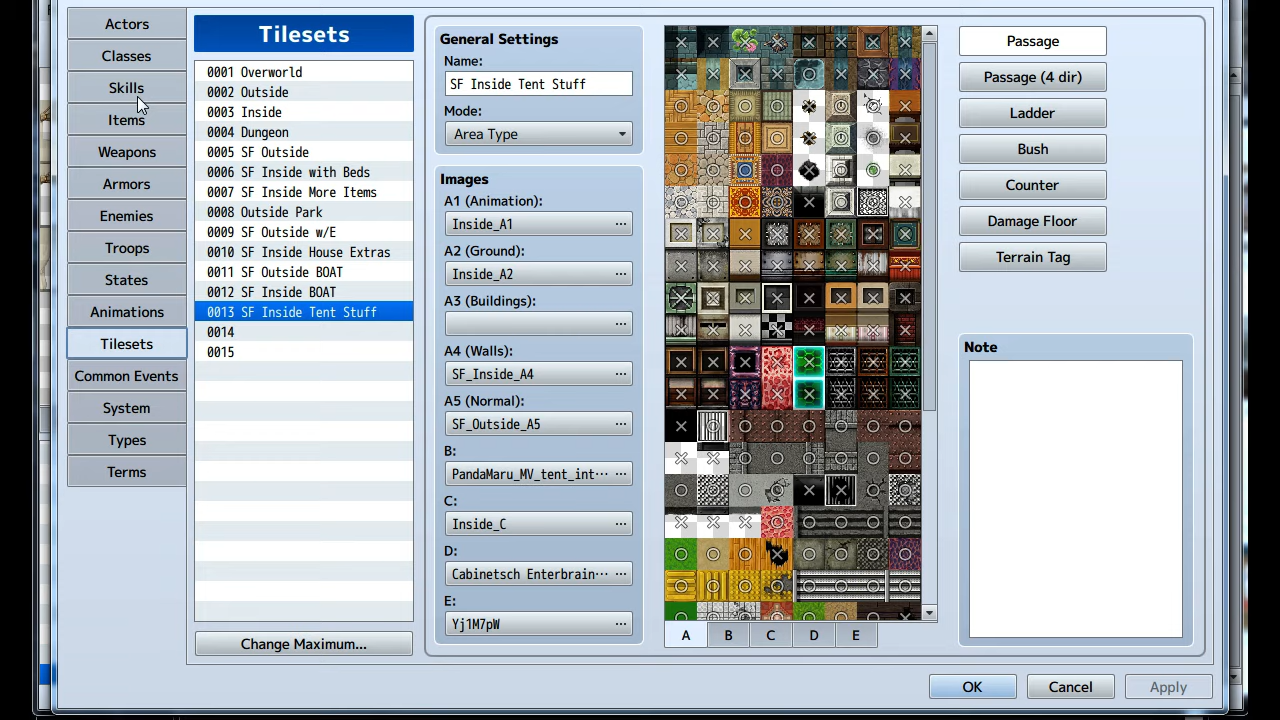 Actors
Classes
Skills
Items
Weapons
Armors
Enemies
Troops
States
Animations
Tilesets
Common Events
System
Types
Terms
Tilesets
0001 Overworld
0002 Outside
0003 Inside
0004 Dungeon
0005 SF Outside
0006 SF Inside with Beds
0007 SF Inside More Items
0008 Outside Park
0009 SF Outside w/E
0010 SF Inside House Extras
0011 SF Outside BOAT
0012 SF Inside BOAT
0013 SF Inside Tent Stuff
0014
0015
Change Maximum...
General Settings
Name:
SF Inside Tent Stuff
Mode:
Area Type
Images
A1 (Animation):
Inside_A1 ...
A2 (Ground):
Inside_A2 ...
A3 (Buildings):
...
A4 (Walls):
SF_Inside_A4 ...
A5 (Normal):
SF_Outside_A5 ...
B:
PandaMaru_MV_tent_int... ...
C:
Inside_C ...
D:
Cabinetsch Enterbrain... ...
E:
Yj1M7pW ...
A B C D E
Passage
Passage (4 dir)
Ladder
Bush
Counter
Damage Floor
Terrain Tag
Note
OK Cancel Apply